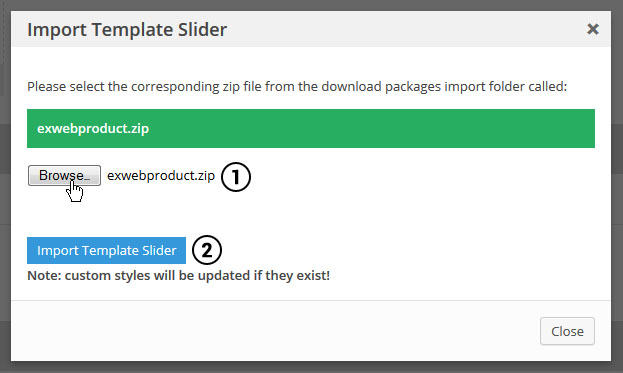 Import Template Slider
Please select the corresponding zip file from the download packages import folder called:
exwebproduct.zip
Browse_ exwebproduct.zip 1
Import Template Slider 2
Note: custom styles will be updated if they exist!
Close